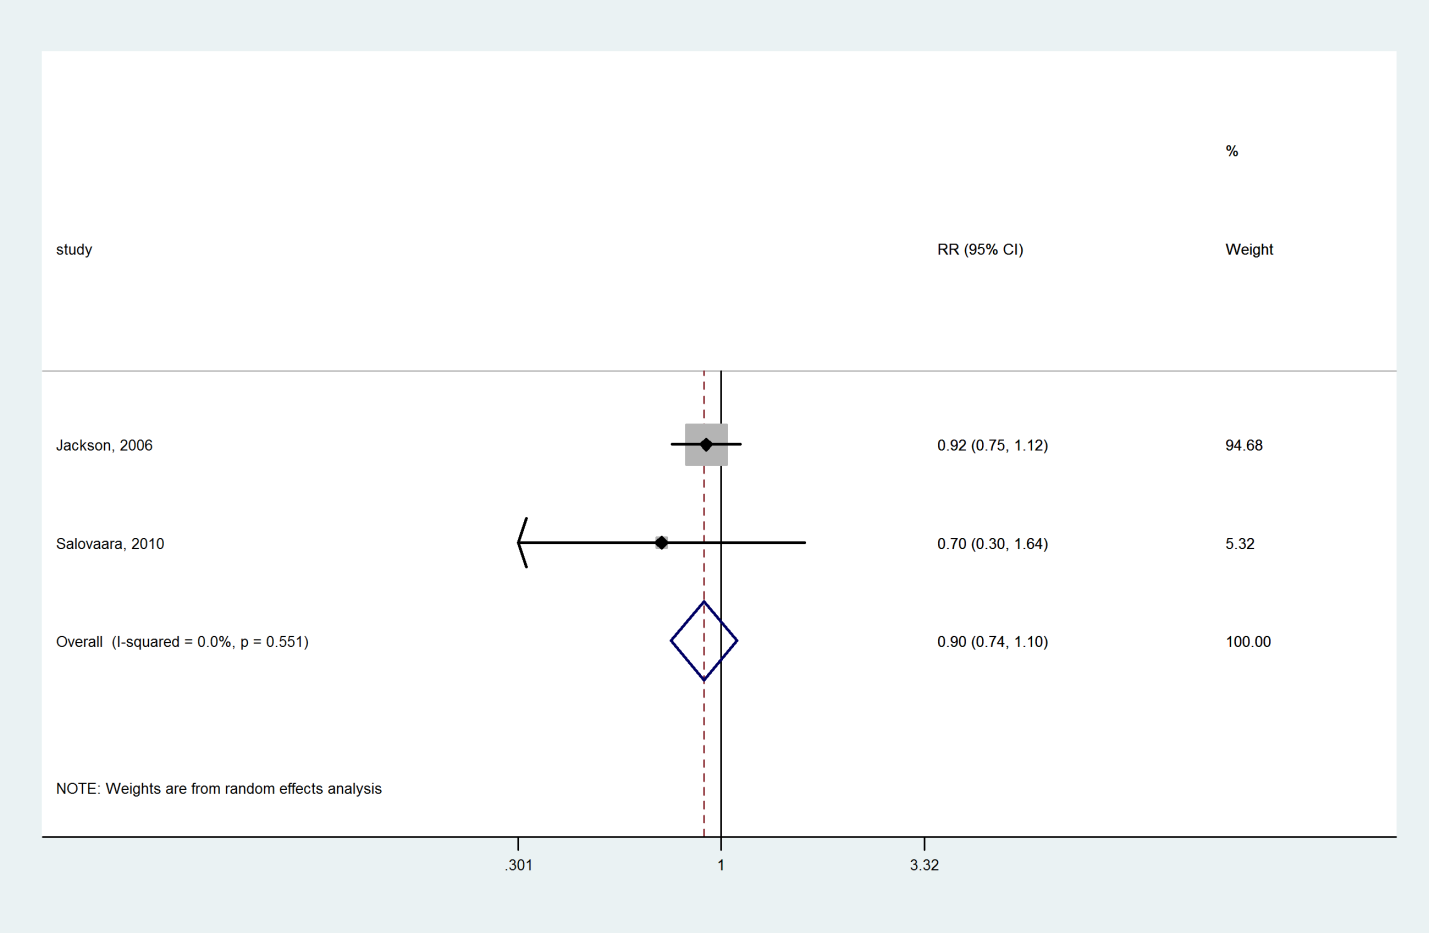 %
study RR (95% CI) Weight
Jackson, 2006 0.92 (0.75, 1.12) 94.68
Salovaara, 2010 0.70 (0.30, 1.64) 5.32
Overall  (I-squared = 0.0%, p = 0.551) 0.90 (0.74, 1.10) 100.00
NOTE: Weights are from random effects analysis
.301 1 3.32